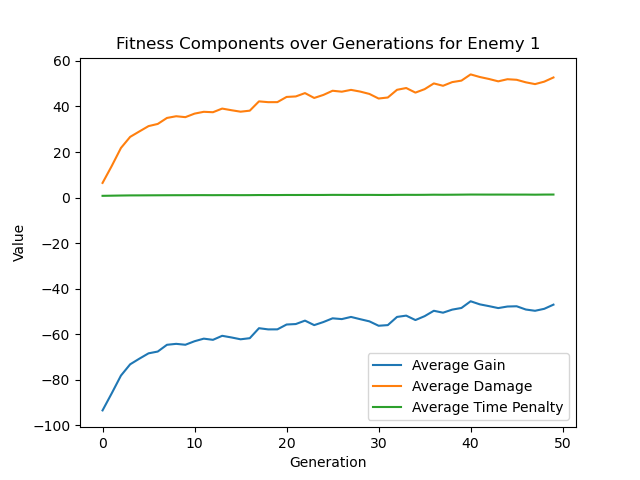 Fitness Components over Generations for Enemy 1
Value
60
40
20
0
−20
−40
−60
−80
−100
0 10 20 30 40 50
Generation
Average Gain
Average Damage
Average Time Penalty